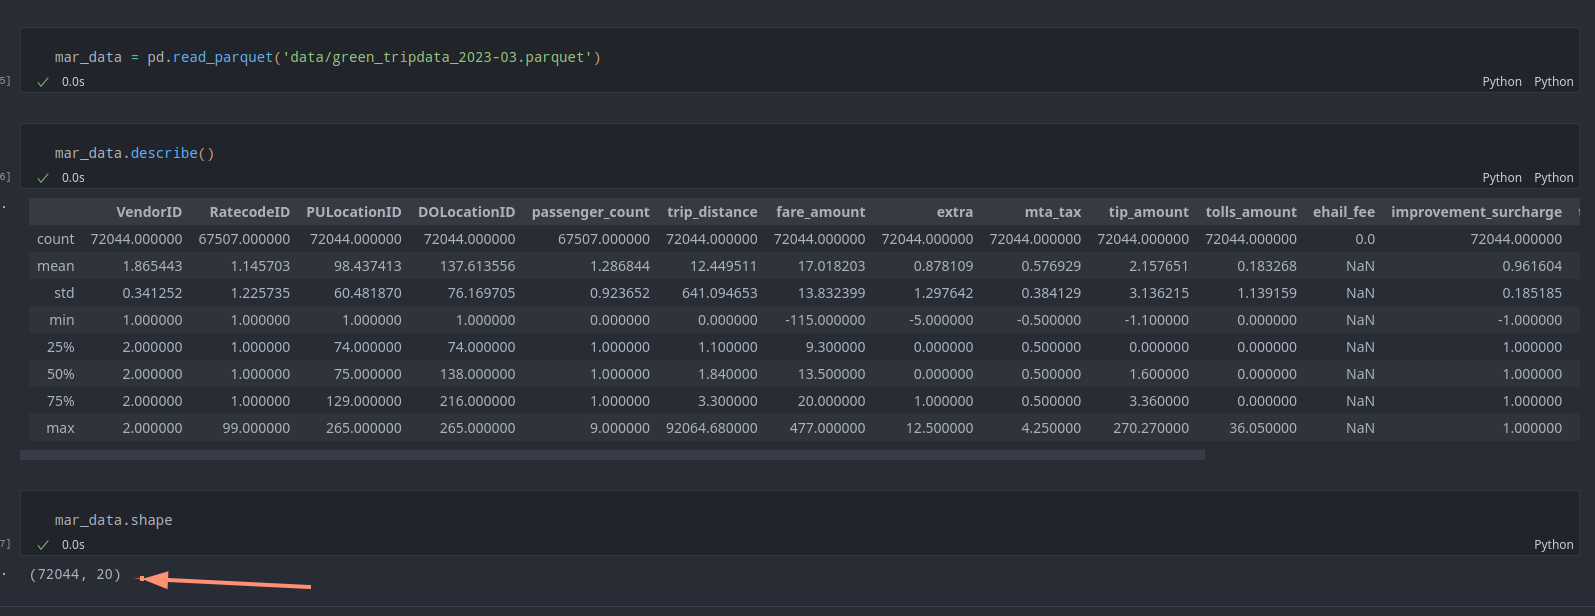 mar_data = pd.read_parquet('data/green_tripdata_2023-03.parquet')
5]
0.0s
Python Python
mar_data.describe()
6]
0.0s
Python Python
VendorID RatecodeID PULocationID DOLocationID passenger_count trip_distance fare_amount extra mta_tax tip_amount tolls_amount ehail_fee improvement_surcharge
count 72044.000000 67507.000000 72044.000000 72044.000000 67507.000000 72044.000000 72044.000000 72044.000000 72044.000000 72044.000000 72044.000000 0.0 72044.000000
mean 1.865443 1.145703 98.437413 137.613556 1.286844 12.449511 17.018203 0.878109 0.576929 2.157651 0.183268 NaN 0.961604
std 0.341252 1.225735 60.481870 76.169705 0.923652 641.094653 13.832399 1.297642 0.384129 3.136215 1.139159 NaN 0.185185
min 1.000000 1.000000 1.000000 1.000000 0.000000 0.000000 -115.000000 -5.000000 -0.500000 -1.100000 0.000000 NaN -1.000000
25% 2.000000 1.000000 74.000000 74.000000 1.000000 1.100000 9.300000 0.000000 0.500000 0.000000 0.000000 NaN 1.000000
50% 2.000000 1.000000 75.000000 138.000000 1.000000 1.840000 13.500000 0.000000 0.500000 1.600000 0.000000 NaN 1.000000
75% 2.000000 1.000000 129.000000 216.000000 1.000000 3.300000 20.000000 1.000000 0.500000 3.360000 0.000000 NaN 1.000000
max 2.000000 99.000000 265.000000 265.000000 9.000000 92064.680000 477.000000 12.500000 4.250000 270.270000 36.050000 NaN 1.000000
mar_data.shape
7]
0.0s
Python
(72044, 20)